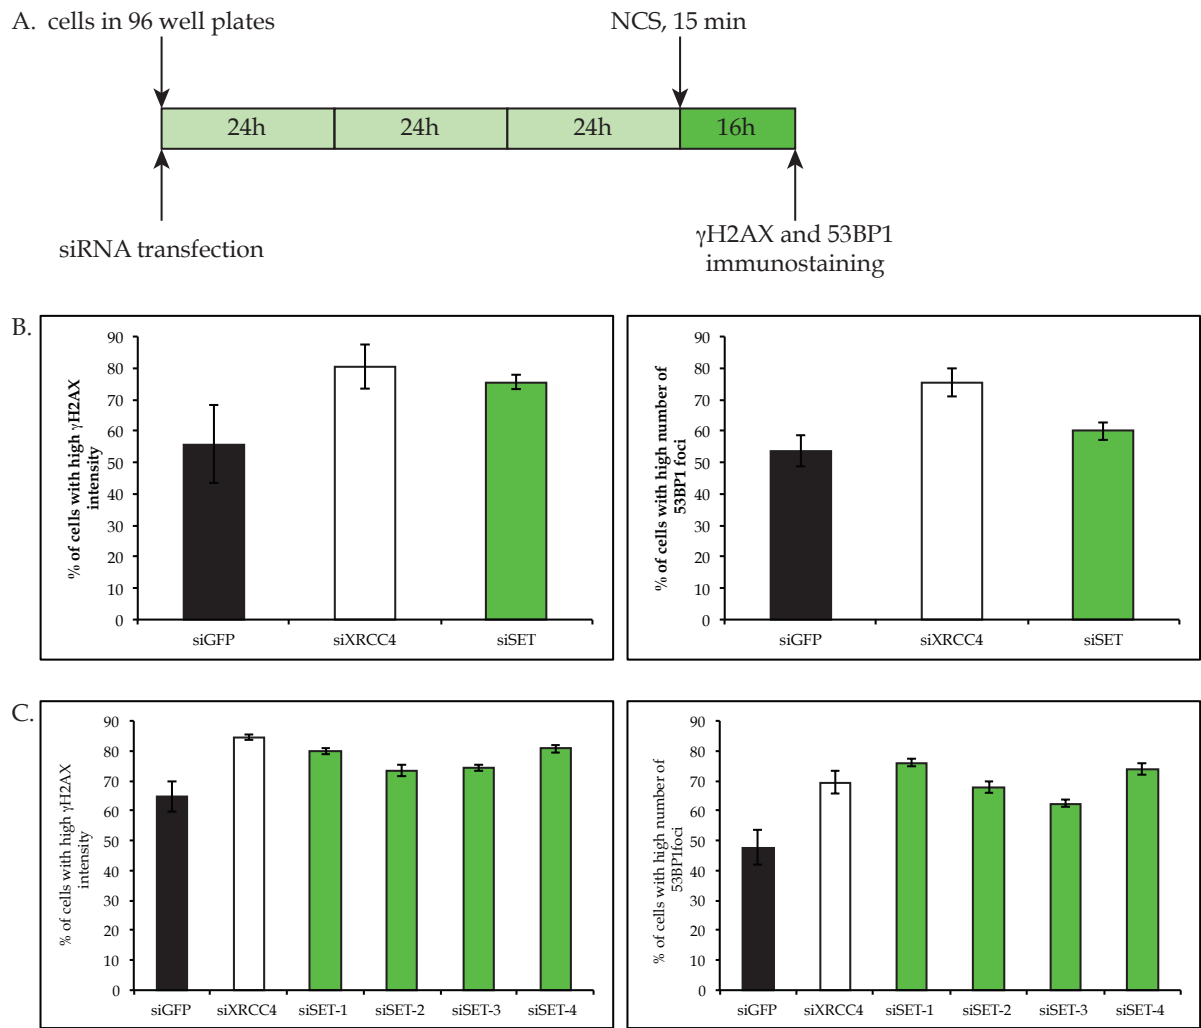 A. cells in 96 well plates
NCS, 15 min
24h
24h
24h
16h
siRNA transfection
γH2AX and 53BP1
immunostaining
B.
% of cells with high γH2AX
intensity
90
80
70
60
50
40
30
20
10
0
siGFP
siXRCC4
siSET
% of cells with high number of
53BP1 foci
90
80
70
60
50
40
30
20
10
0
siGFP
siXRCC4
siSET
C.
% of cells with high γH2AX
intensity
90
80
70
60
50
40
30
20
10
0
siGFP
siXRCC4
siSET-1
siSET-2
siSET-3
siSET-4
% of cells with high number of
53BP1foci
90
80
70
60
50
40
30
20
10
0
siGFP
siXRCC4
siSET-1
siSET-2
siSET-3
siSET-4